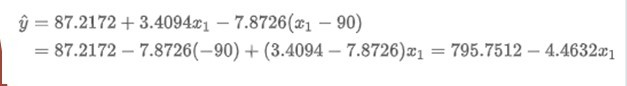 ŷ = 87.2172 + 3.4094x₁ − 7.8726(x₁ − 90)
= 87.2172 − 7.8726(−90) + (3.4094 − 7.8726)x₁ = 795.7512 − 4.4632x₁